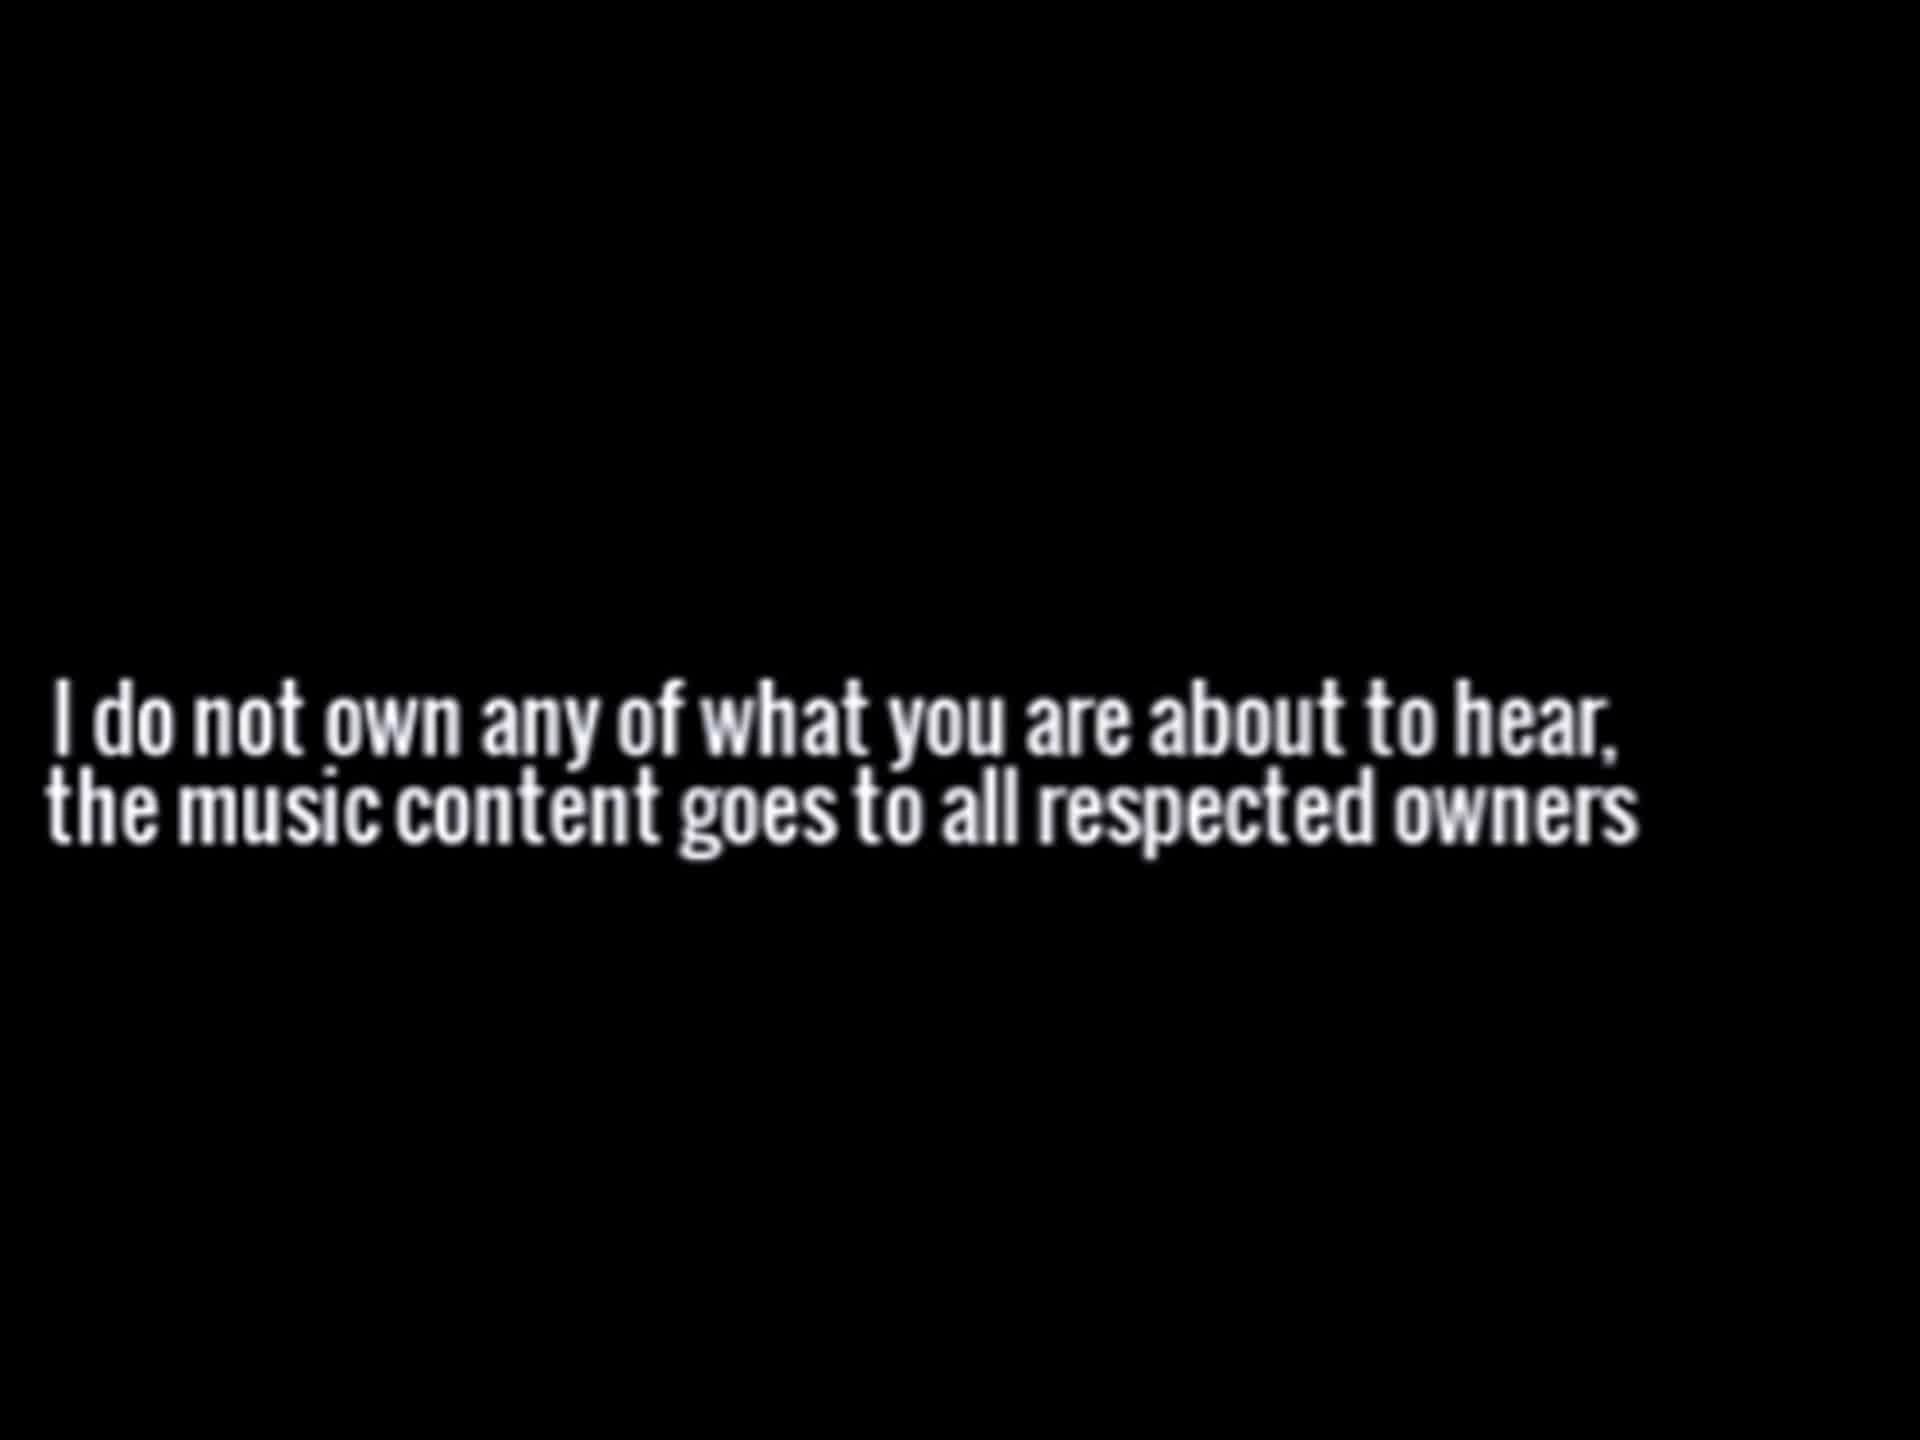 I do not own any of what you are about to hear,
the music content goes to all respected owners